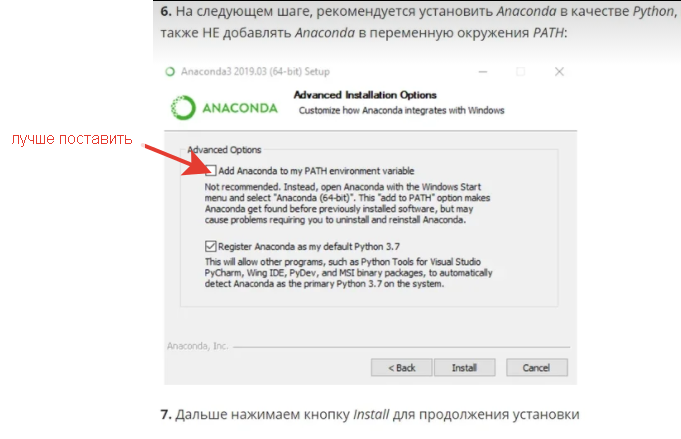 6. На следующем шаге, рекомендуется установить Anaconda в качестве Python,
также НЕ добавлять Anaconda в переменную окружения PATH:
Anaconda3 2019.03 (64-bit) Setup
ANACONDA
Advanced Installation Options
Customize how Anaconda integrates with Windows
лучше поставить
Advanced Options
Add Anaconda to my PATH environment variable
Not recommended. Instead, open Anaconda with the Windows Start
menu and select "Anaconda (64-bit)". This "add to PATH" option makes
Anaconda get found before previously installed software, but may
cause problems requiring you to uninstall and reinstall Anaconda.
Register Anaconda as my default Python 3.7
This will allow other programs, such as Python Tools for Visual Studio
PyCharm, Wing IDE, PyDev, and MSI binary packages, to automatically
detect Anaconda as the primary Python 3.7 on the system.
Anaconda, Inc.
< Back
Install
Cancel
7. Дальше нажимаем кнопку Install для продолжения установки